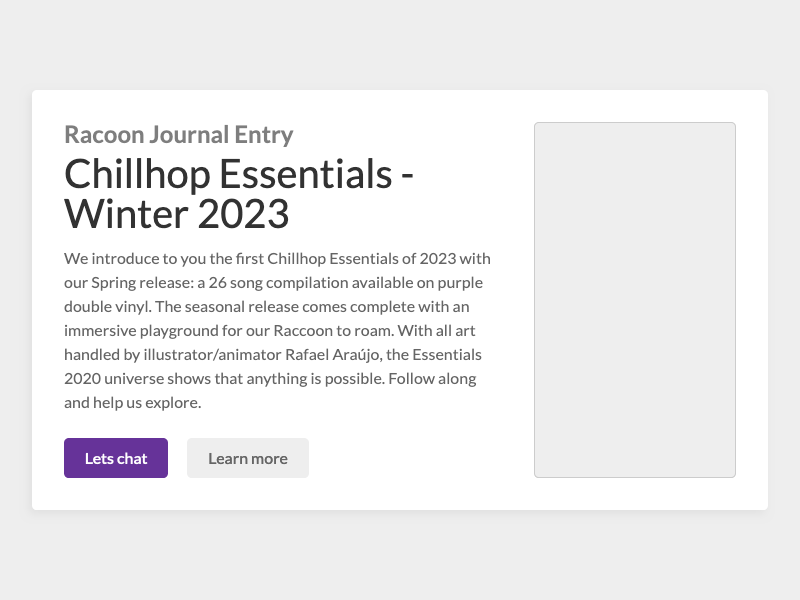 Racoon Journal Entry
Chillhop Essentials -
Winter 2023
We introduce to you the first Chillhop Essentials of 2023 with
our Spring release: a 26 song compilation available on purple
double vinyl. The seasonal release comes complete with an
immersive playground for our Raccoon to roam. With all art
handled by illustrator/animator Rafael Araújo, the Essentials
2020 universe shows that anything is possible. Follow along
and help us explore.
Lets chat
Learn more